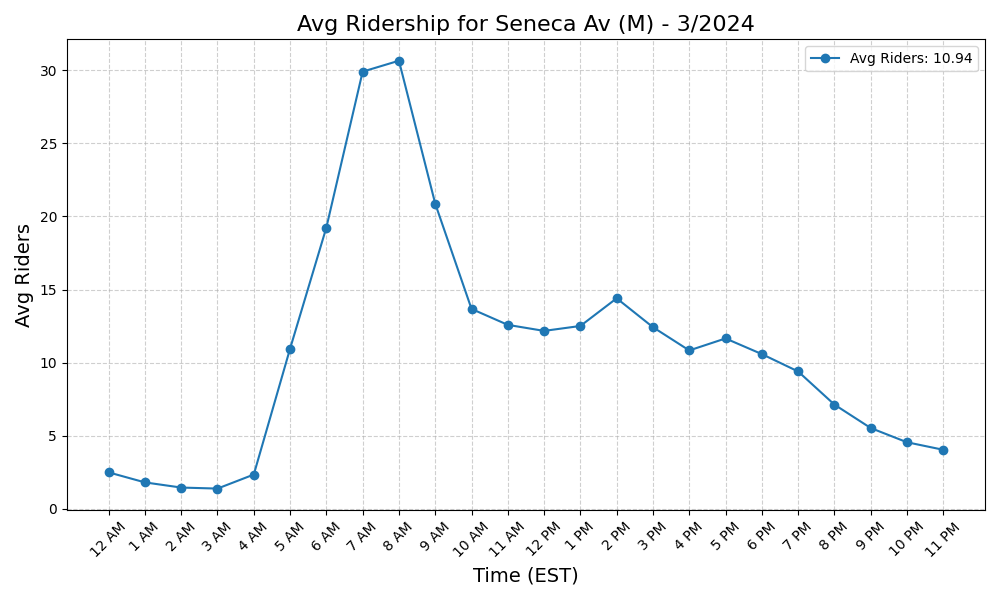 Avg Ridership for Seneca Av (M) - 3/2024
Avg Riders: 10.94
Avg Riders
30
25
20
15
10
5
0
12 AM
1 AM
2 AM
3 AM
4 AM
5 AM
6 AM
7 AM
8 AM
9 AM
10 AM
11 AM
12 PM
1 PM
2 PM
3 PM
4 PM
5 PM
6 PM
7 PM
8 PM
9 PM
10 PM
11 PM
Time (EST)